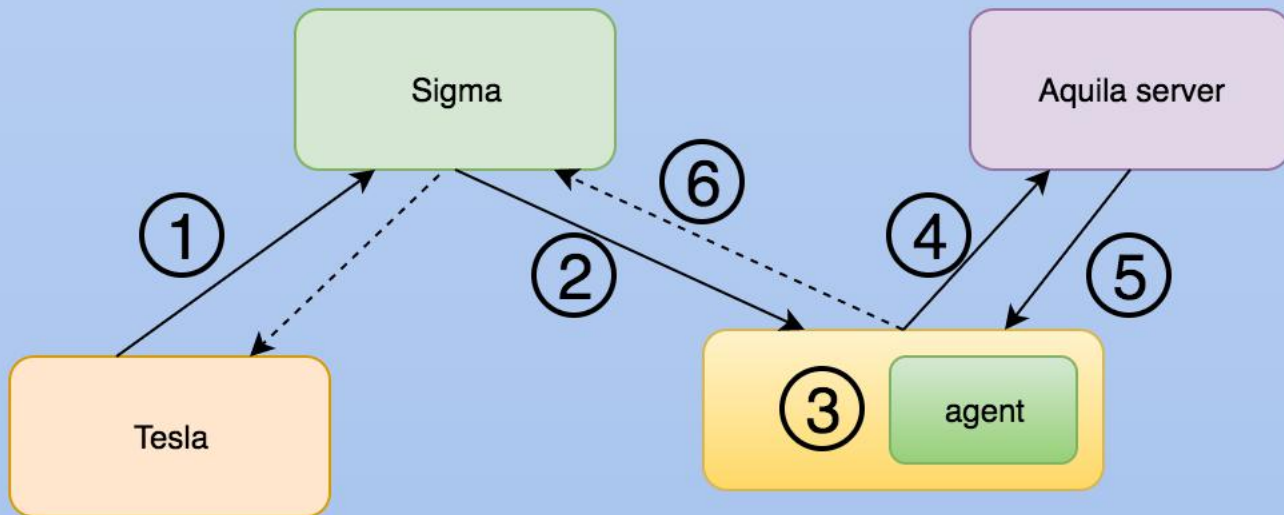 Sigma
Aquila server
⑥
①
④
②
⑤
③
agent
Tesla